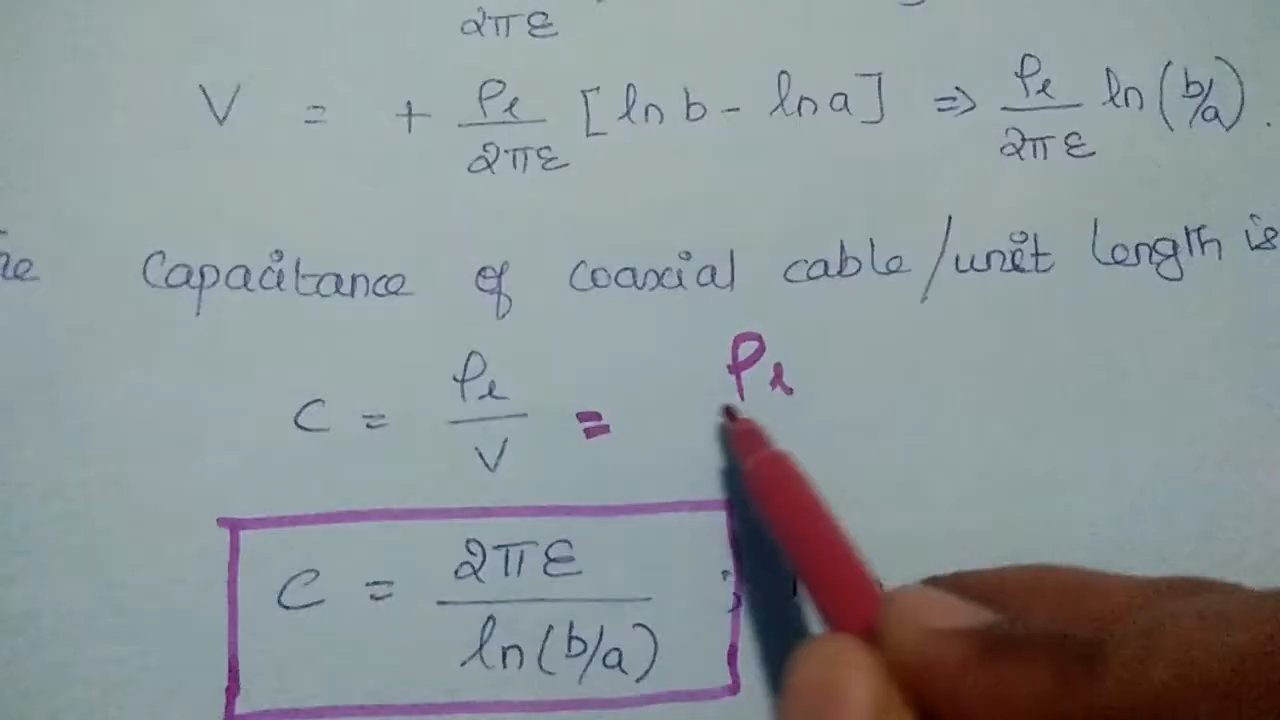 2πε
V = + ρℓ/2πε [ln b - ln a] ⇒ ρℓ/2πε ln(b/a).
Capacitance of coaxial cable/unit length is
C = ρℓ/V = ρℓ
C = 2πε/ln(b/a) ;